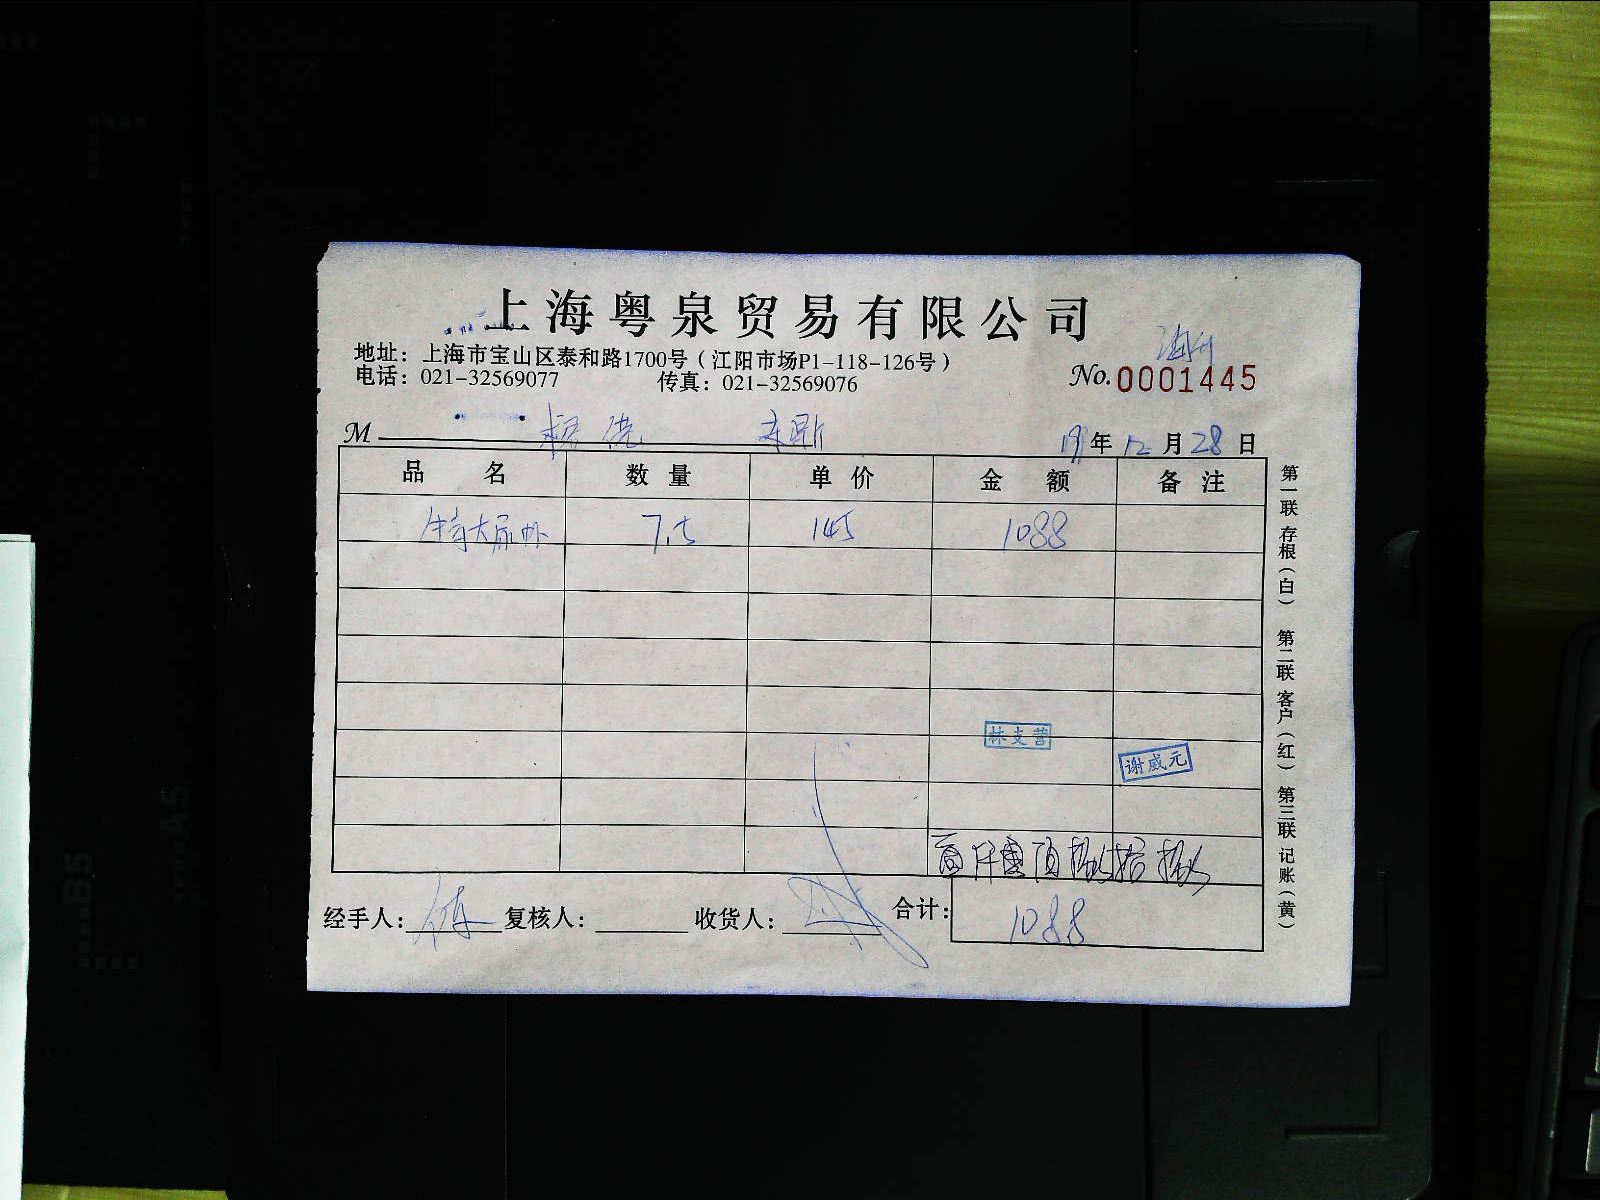 上海粤泉贸易有限公司
地址：上海市宝山区泰和路1700号（江阳市场P1-118-126号）
电话：021-32569077 传真：021-32569076
No. 0001445
M
19年12月28日
品名 数量 单价 金额 备注
7.5 145 1088
林支营
谢威元
经手人： 复核人： 收货人： 合计： 1088
第一联 存根（白） 第二联 客户（红） 第三联 记账（黄）
B5
A5